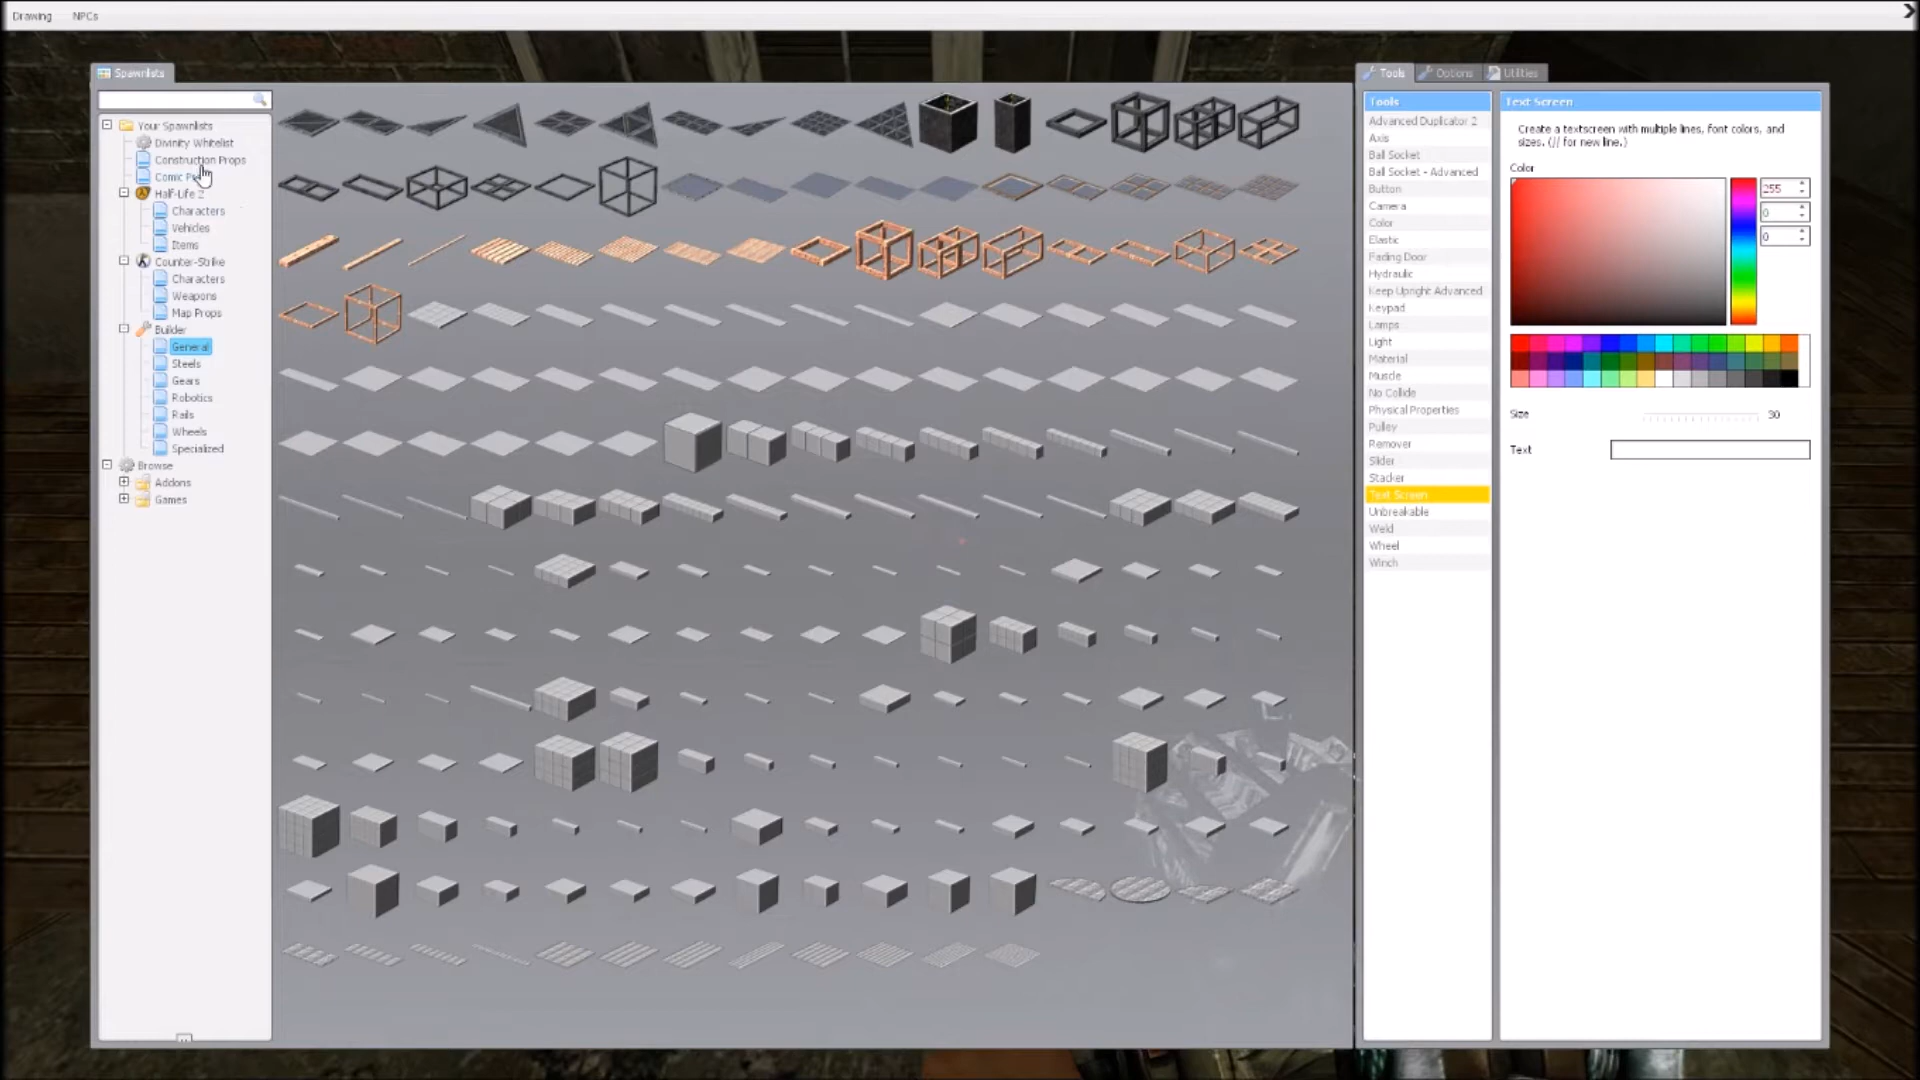 Drawing NPCs
Spawnlists
Your Spawnlists
Divinity Whitelist
Construction Props
Comic
Half-Life 2
Characters
Vehicles
Items
Counter-Strike
Characters
Weapons
Map Props
Builder
General
Steels
Gears
Robotics
Rails
Wheels
Specialized
Browse
Addons
Games
Tools Options Utilities
Tools
Advanced Duplicator 2
Axis
Ball Socket
Ball Socket - Advanced
Button
Camera
Color
Elastic
Fading Door
Hydraulic
Keep Upright Advanced
Keypad
Lamps
Light
Material
Muscle
No Collide
Physical Properties
Pulley
Remover
Slider
Stacker
Text Screen
Unbreakable
Weld
Wheel
Winch
Text Screen
Create a textscreen with multiple lines, font colors, and
sizes. (// for new line.)
Color
255
0
0
Size 30
Text